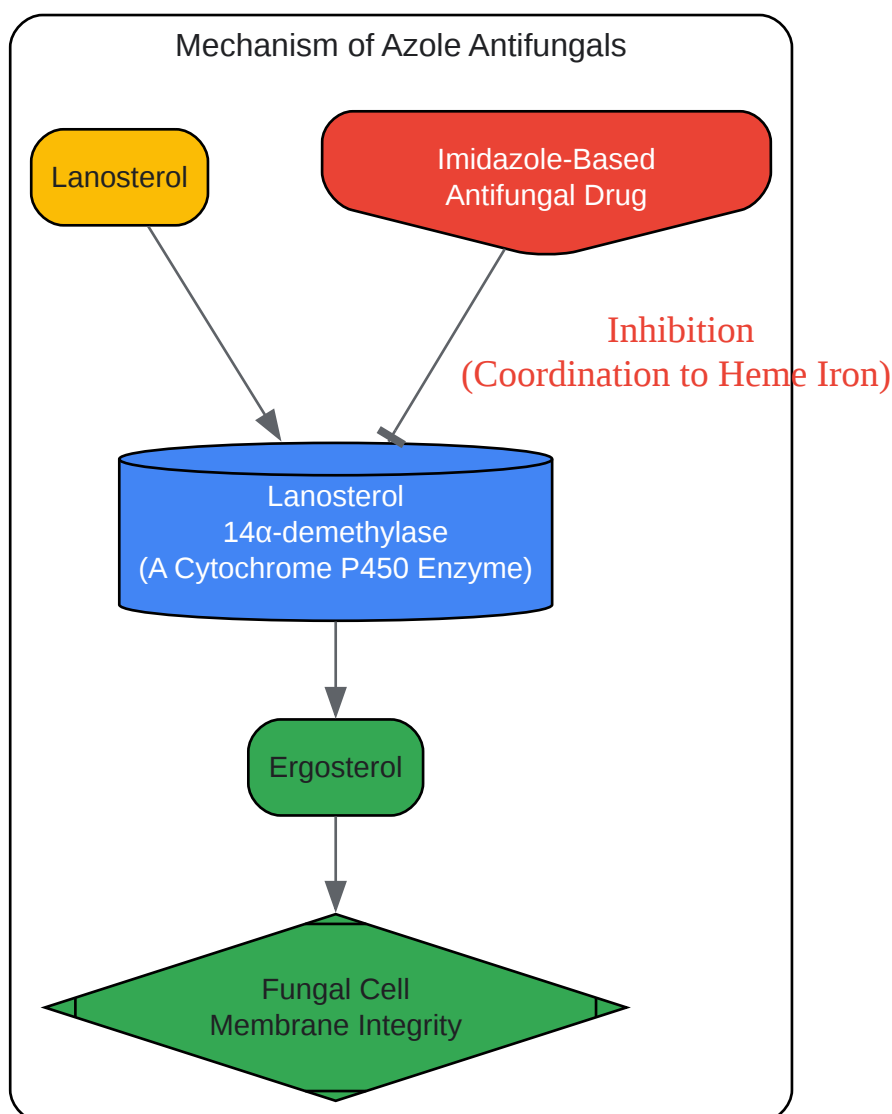 Mechanism of Azole Antifungals
Lanosterol
Imidazole-Based
Antifungal Drug
Inhibition
(Coordination to Heme Iron)
Lanosterol
14α-demethylase
(A Cytochrome P450 Enzyme)
Ergosterol
Fungal Cell
Membrane Integrity